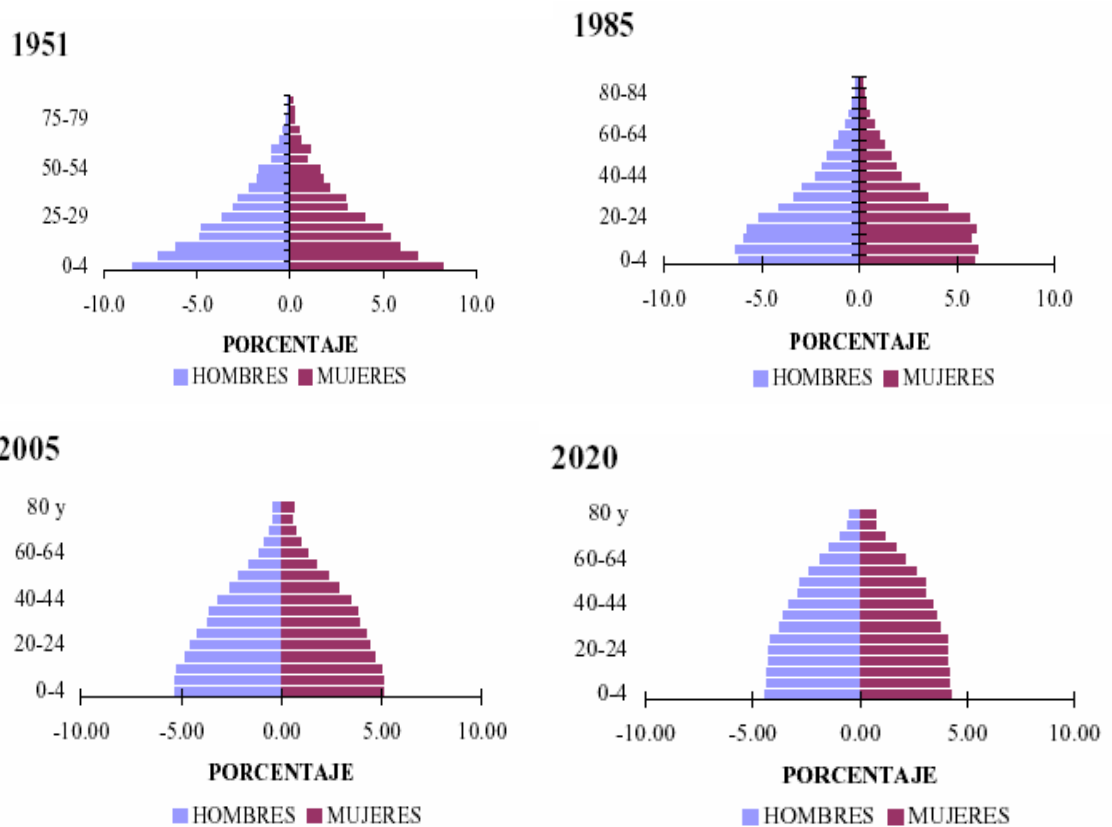 1951
75-79
50-54
25-29
0-4
-10.0 -5.0 0.0 5.0 10.0
PORCENTAJE
HOMBRES MUJERES
1985
80-84
60-64
40-44
20-24
0-4
-10.0 -5.0 0.0 5.0 10.0
PORCENTAJE
HOMBRES MUJERES
2005
80 y
60-64
40-44
20-24
0-4
-10.00 -5.00 0.00 5.00 10.00
PORCENTAJE
HOMBRES MUJERES
2020
80 y
60-64
40-44
20-24
0-4
-10.00 -5.00 0.00 5.00 10.00
PORCENTAJE
HOMBRES MUJERES